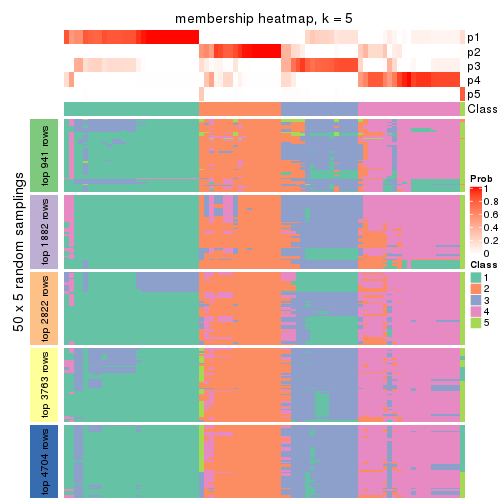 membership heatmap, k = 5
p1
p2
p3
p4
p5
Class
50 x 5 random samplings
top 941 rows
top 1882 rows
top 2822 rows
top 3763 rows
top 4704 rows
Prob
1
0.8
0.6
0.4
0.2
0
Class
1
2
3
4
5